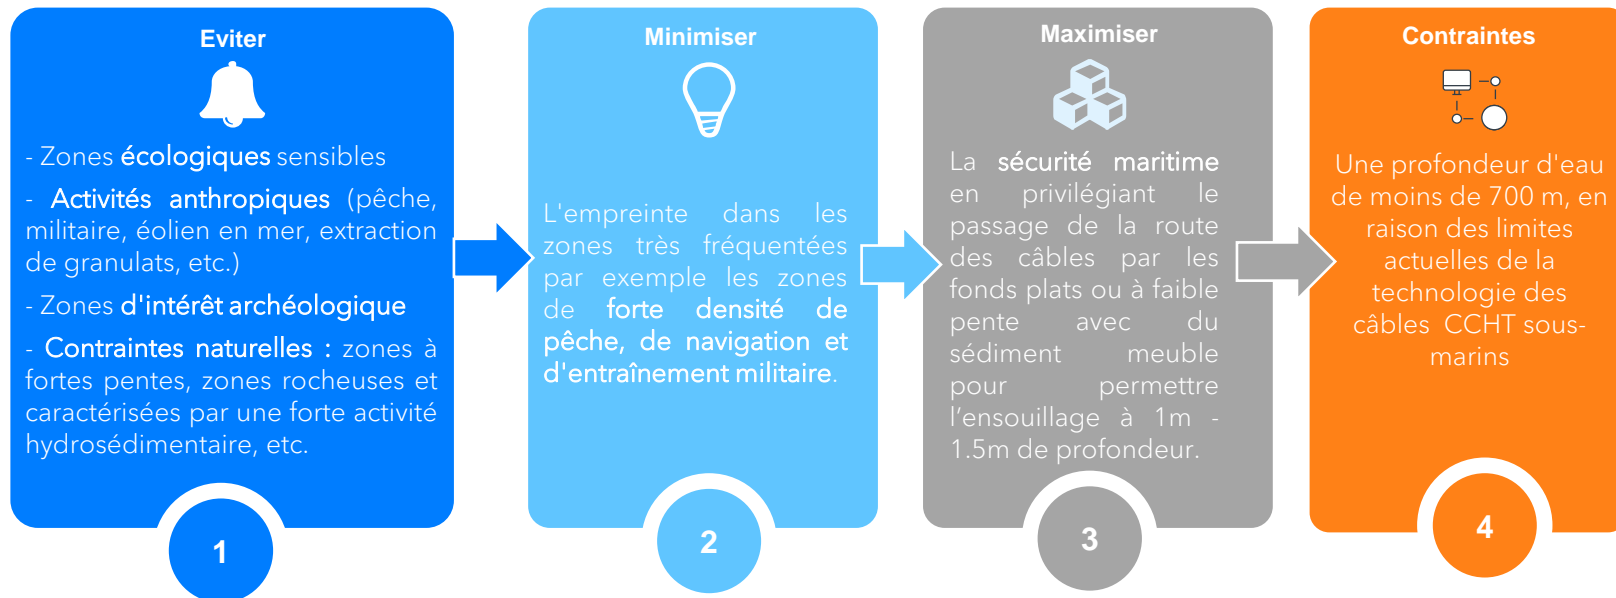 Eviter
- Zones écologiques sensibles
- Activités anthropiques (pêche,
militaire, éolien en mer, extraction
de granulats, etc.)
- Zones d'intérêt archéologique
- Contraintes naturelles : zones à
fortes pentes, zones rocheuses et
caractérisées par une forte activité
hydrosédimentaire, etc.
1
Minimiser
L'empreinte dans les
zones très fréquentées
par exemple les zones
de forte densité de
pêche, de navigation et
d'entraînement militaire.
2
Maximiser
La sécurité maritime
en privilégiant le
passage de la route
des câbles par les
fonds plats ou à faible
pente avec du
sédiment meuble
pour permettre
l’ensouillage à 1m -
1.5m de profondeur.
3
Contraintes
Une profondeur d'eau
de moins de 700 m, en
raison des limites
actuelles de la
technologie des
câbles CCHT sous-
marins
4